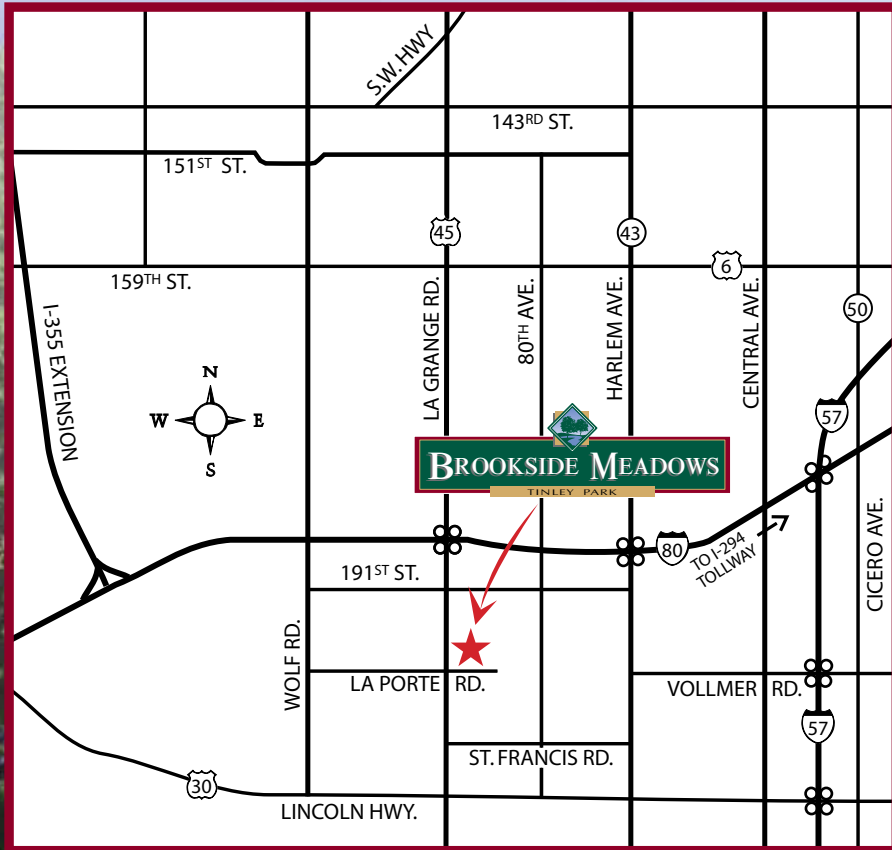 S.W. HWY
143RD ST.
151ST ST.
45
43
6
159TH ST.
I-355 EXTENSION
LA GRANGE RD.
80TH AVE.
HARLEM AVE.
CENTRAL AVE.
50
N
W E
S
57
BROOKSIDE MEADOWS
TINLEY PARK
80
TO I-294
TOLLWAY
CICERO AVE.
191ST ST.
WOLF RD.
LA PORTE RD.
VOLLMER RD.
57
ST. FRANCIS RD.
30
LINCOLN HWY.